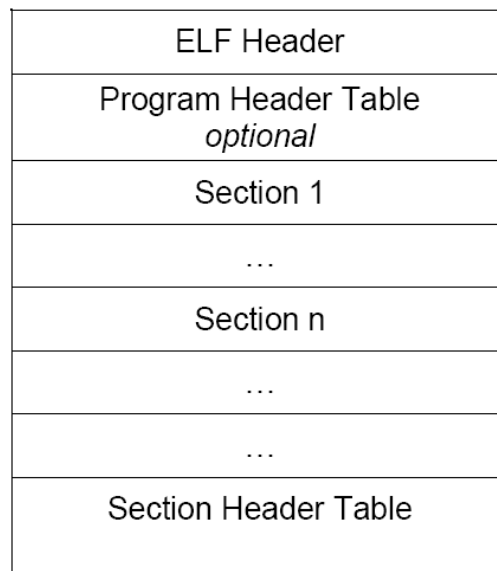 ELF Header
Program Header Table
optional
Section 1
...
Section n
...
...
Section Header Table